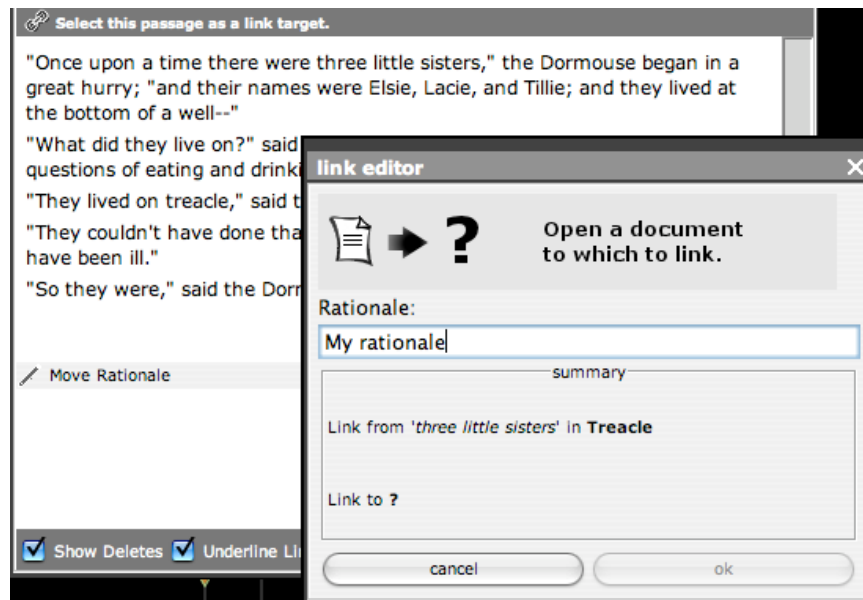 Select this passage as a link target.
"Once upon a time there were three little sisters," the Dormouse began in a
great hurry; "and their names were Elsie, Lacie, and Tillie; and they lived at
the bottom of a well--"
"What did they live on?" said
questions of eating and drinki
"They lived on treacle," said t
"They couldn't have done tha
have been ill."
"So they were," said the Dorr
Move Rationale
Show Deletes
Underline Li
link editor
?
Open a document
to which to link.
Rationale:
My rationale
summary
Link from 'three little sisters' in Treacle
Link to ?
cancel
ok